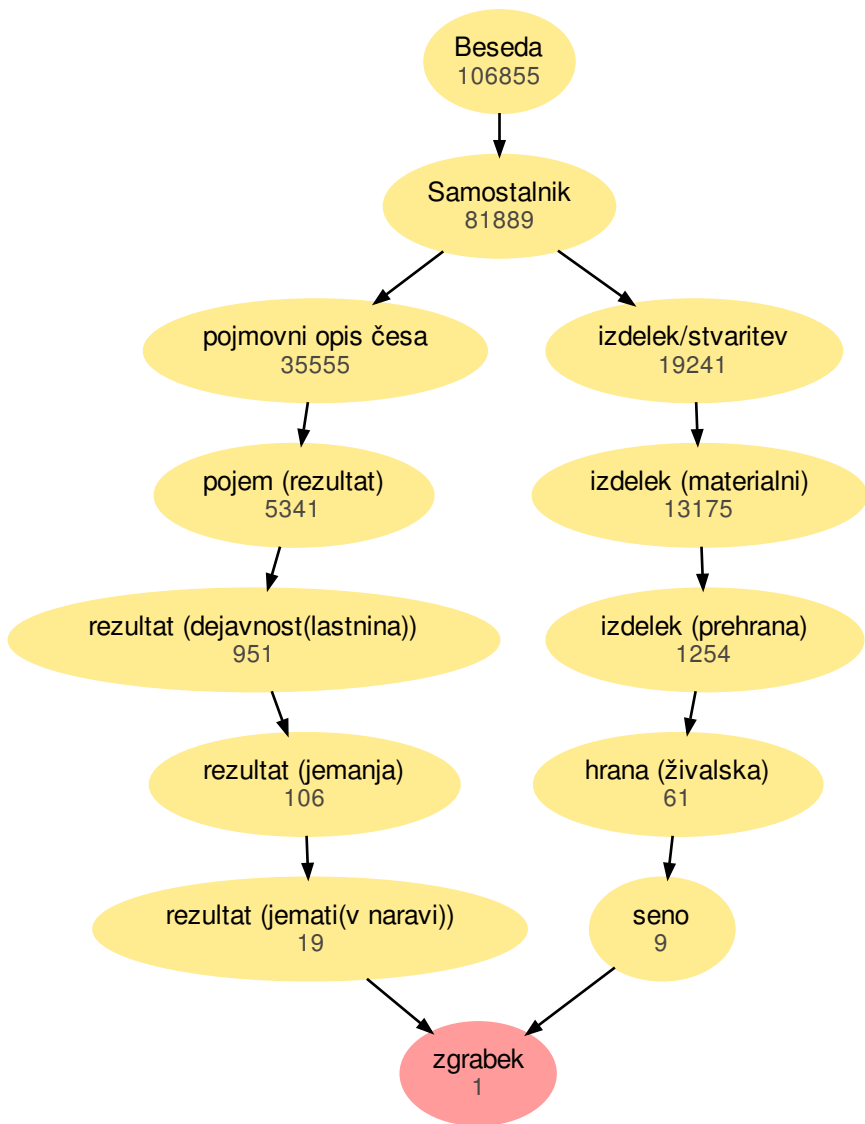 Beseda
106855
Samostalnik
81889
pojmovni opis česa
35555
izdelek/stvaritev
19241
pojem (rezultat)
5341
izdelek (materialni)
13175
rezultat (dejavnost(lastnina))
951
izdelek (prehrana)
1254
rezultat (jemanja)
106
hrana (živalska)
61
rezultat (jemati(v naravi))
19
seno
9
zgrabek
1